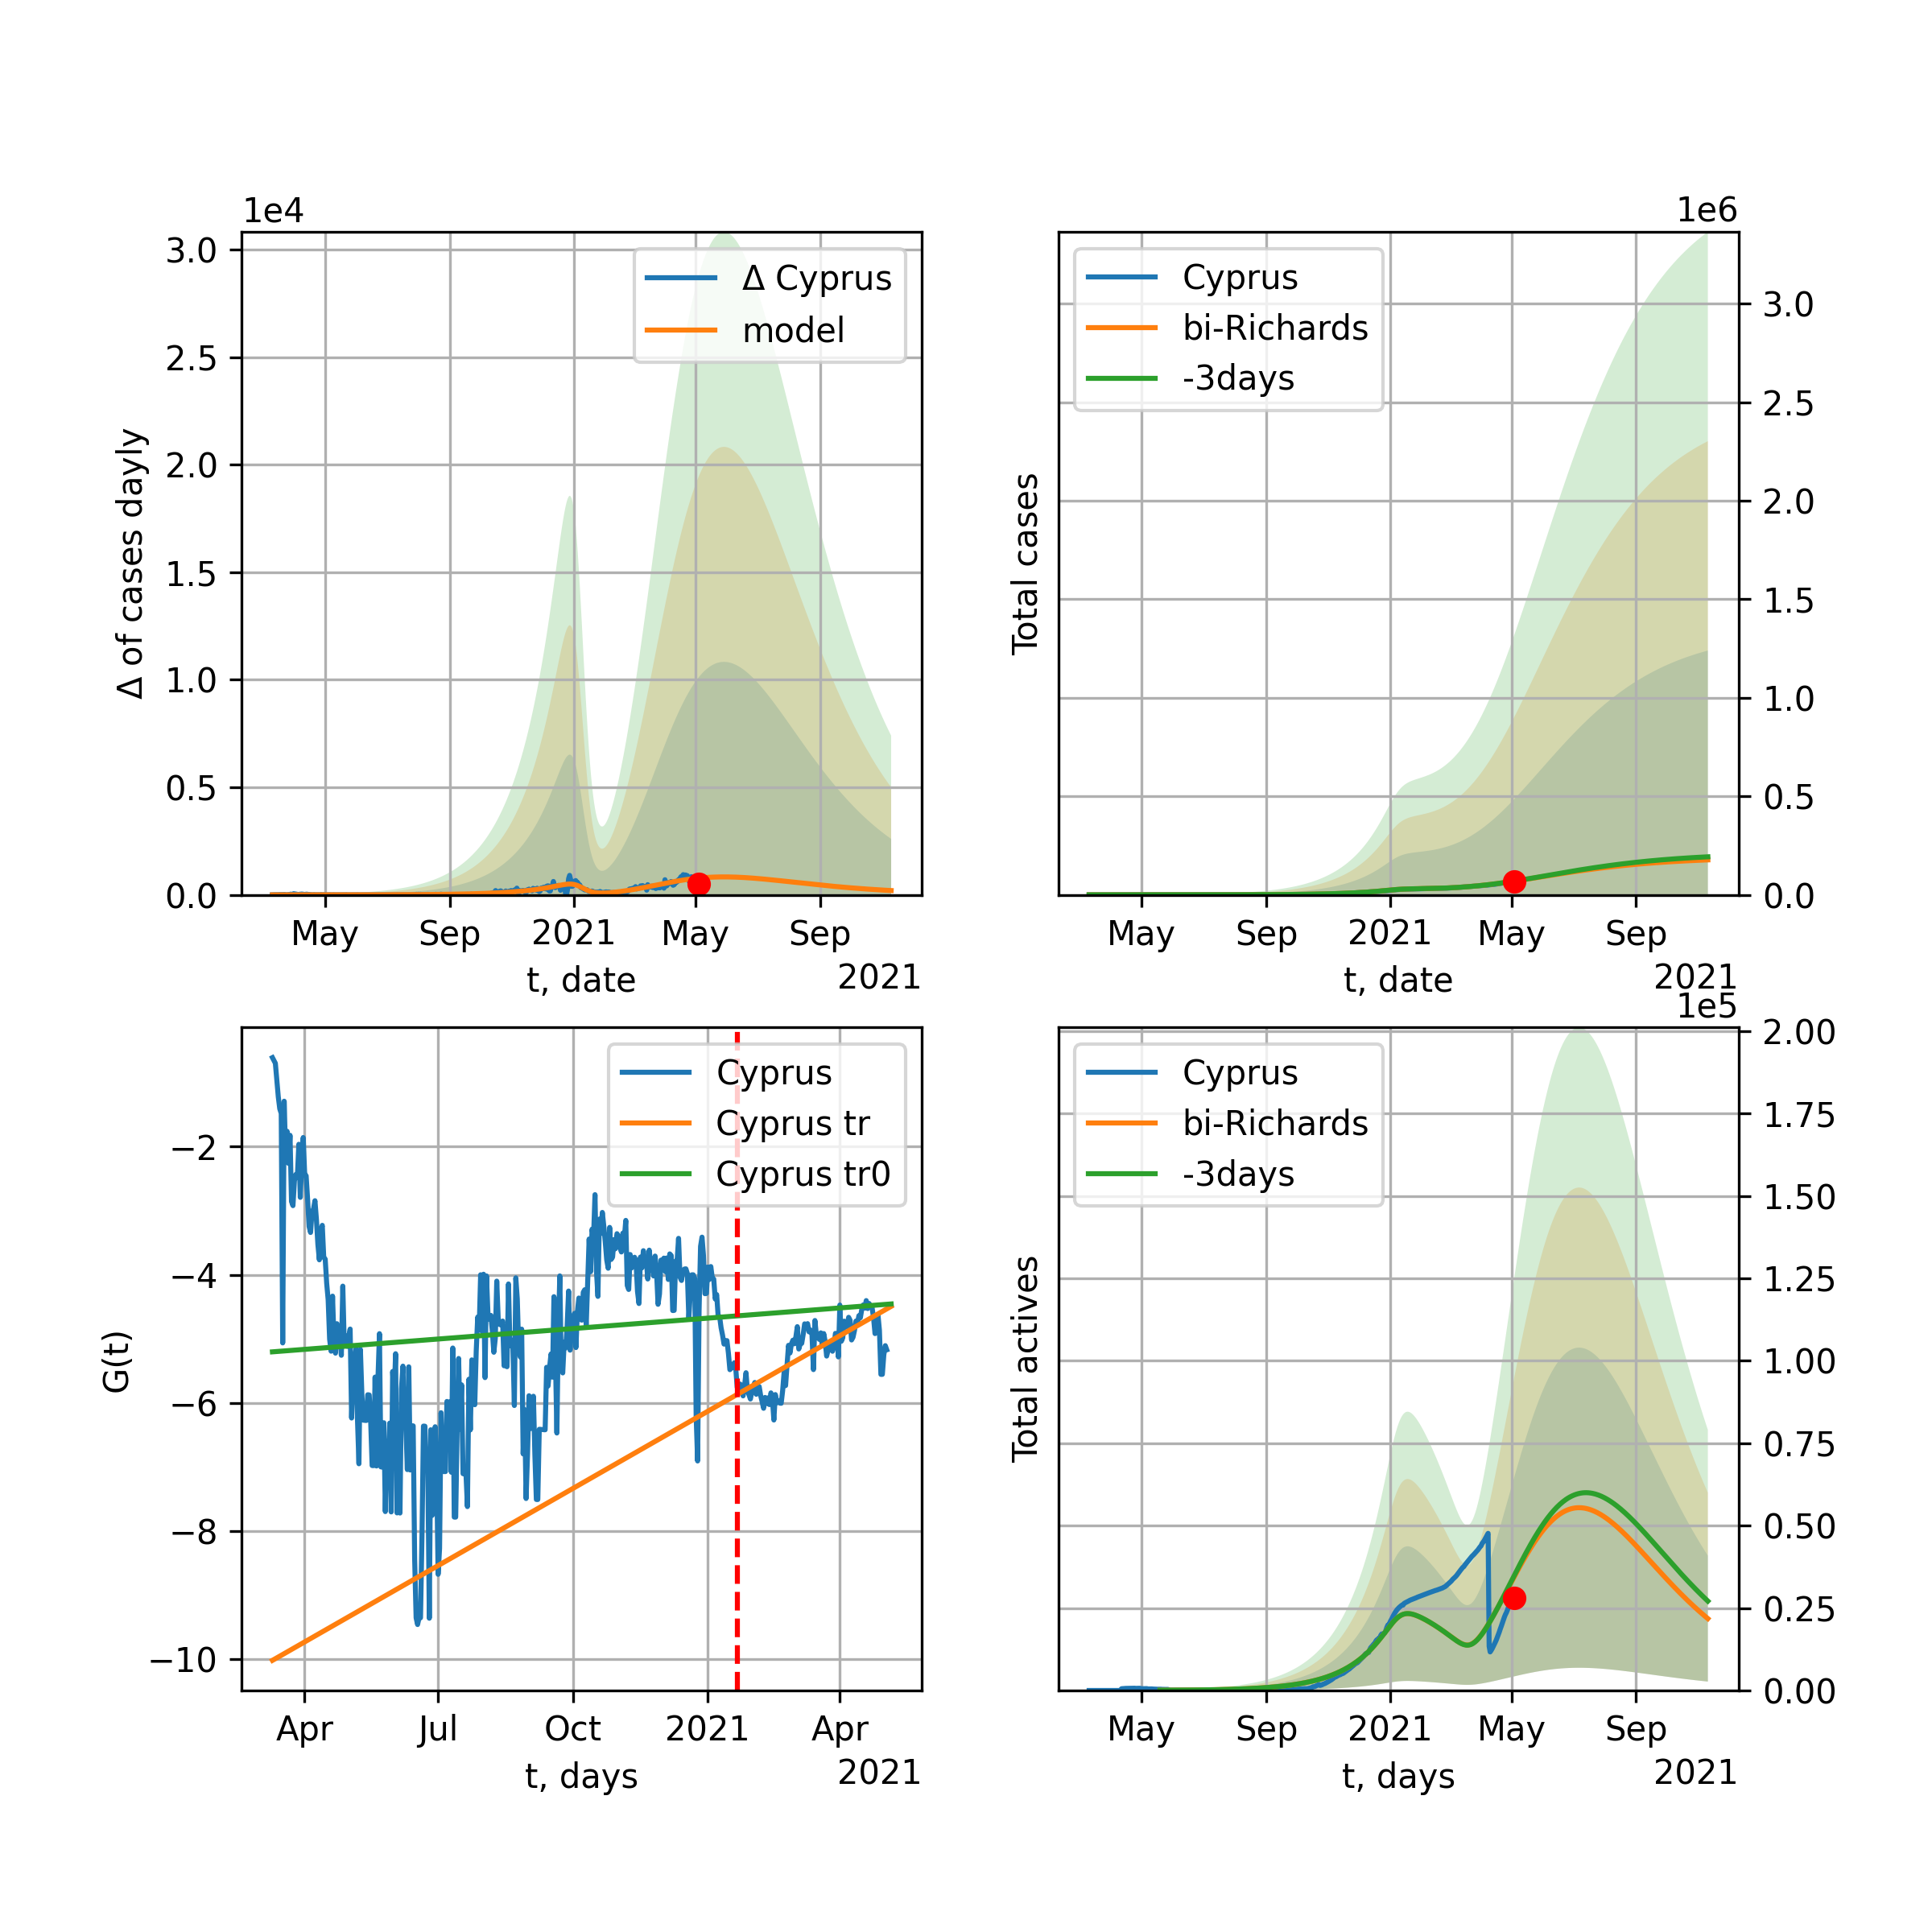 1e4
3.0
2.5
2.0
1.5
1.0
0.5
0.0
Δ of cases dayly
Δ Cyprus
model
May Sep 2021 May Sep
t, date
2021
1e6
Cyprus
bi-Richards
-3days
Total cases
3.0
2.5
2.0
1.5
1.0
0.5
0.0
May Sep 2021 May Sep
t, date
2021
G(t)
−2
−4
−6
−8
−10
Cyprus
Cyprus tr
Cyprus tr0
Apr Jul Oct 2021 Apr
t, days
2021
1e5
Cyprus
bi-Richards
-3days
Total actives
2.00
1.75
1.50
1.25
1.00
0.75
0.50
0.25
0.00
May Sep 2021 May Sep
t, days
2021